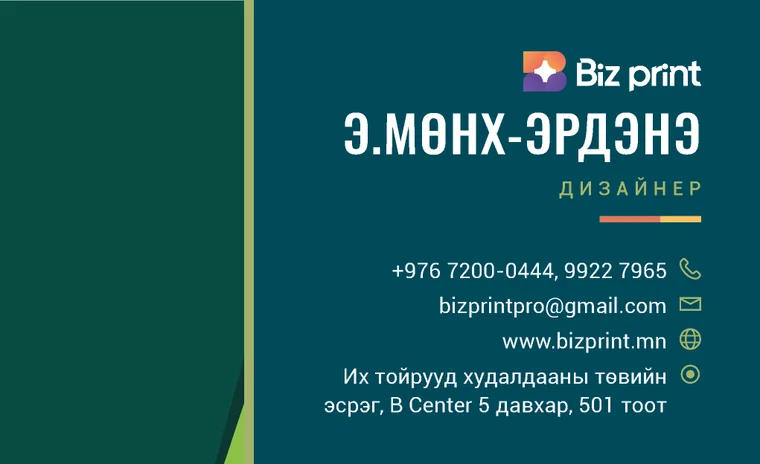 Biz print
Э.МӨНХ-ЭРДЭНЭ
ДИЗАЙНЕР
+976 7200-0444, 9922 7965
bizprintpro@gmail.com
www.bizprint.mn
Их тойрууд худалдааны төвийн
эсрэг, B Center 5 давхар, 501 тоот